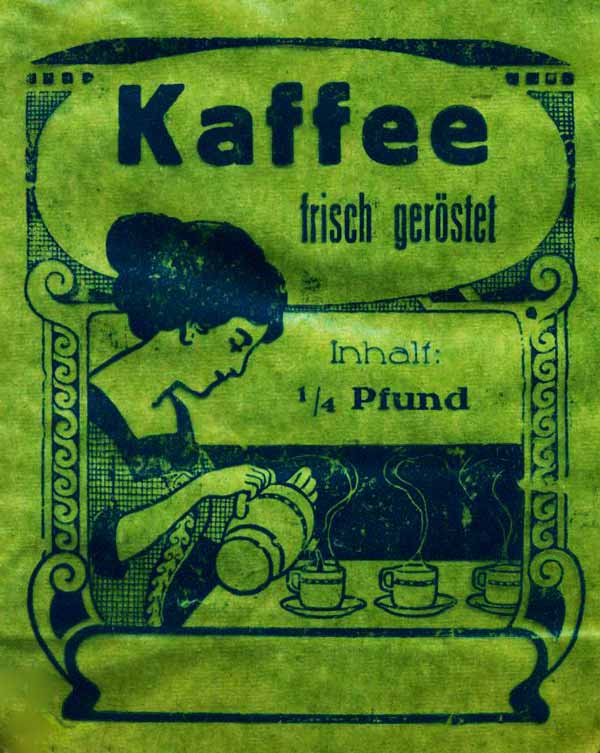 Kaffee
frisch geröstet
Inhalt:
1/4 Pfund